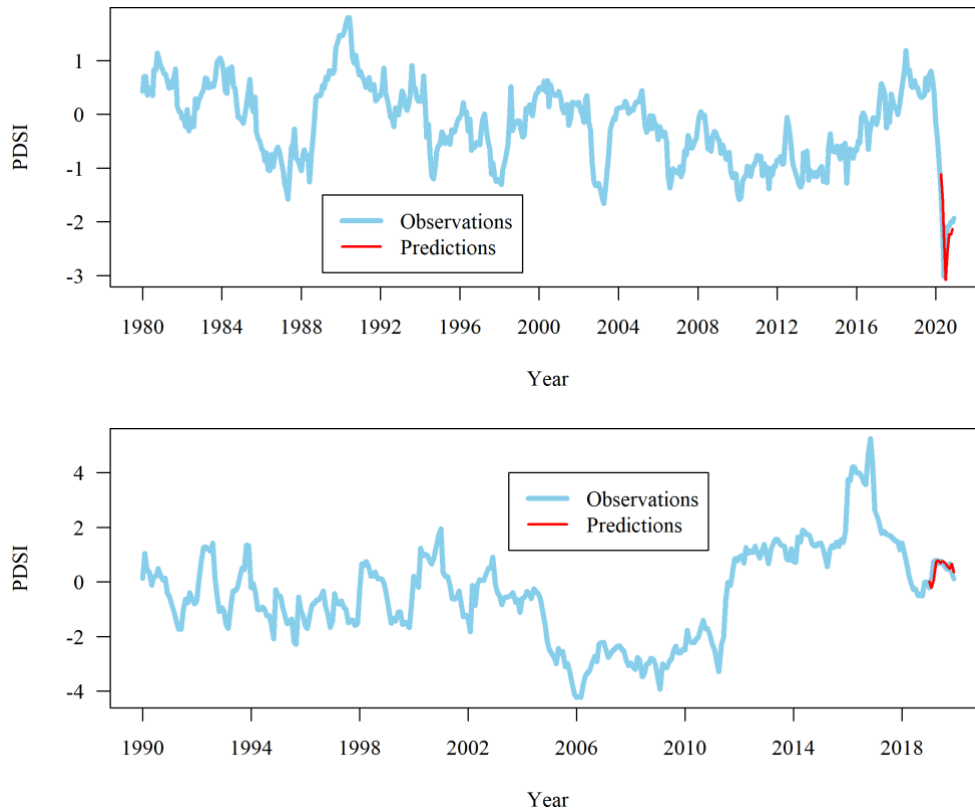 1
0
-1
-2
-3
PDSI
Observations
Predictions
1980 1984 1988 1992 1996 2000 2004 2008 2012 2016 2020
Year
4
2
0
-2
-4
PDSI
Observations
Predictions
1990 1994 1998 2002 2006 2010 2014 2018
Year